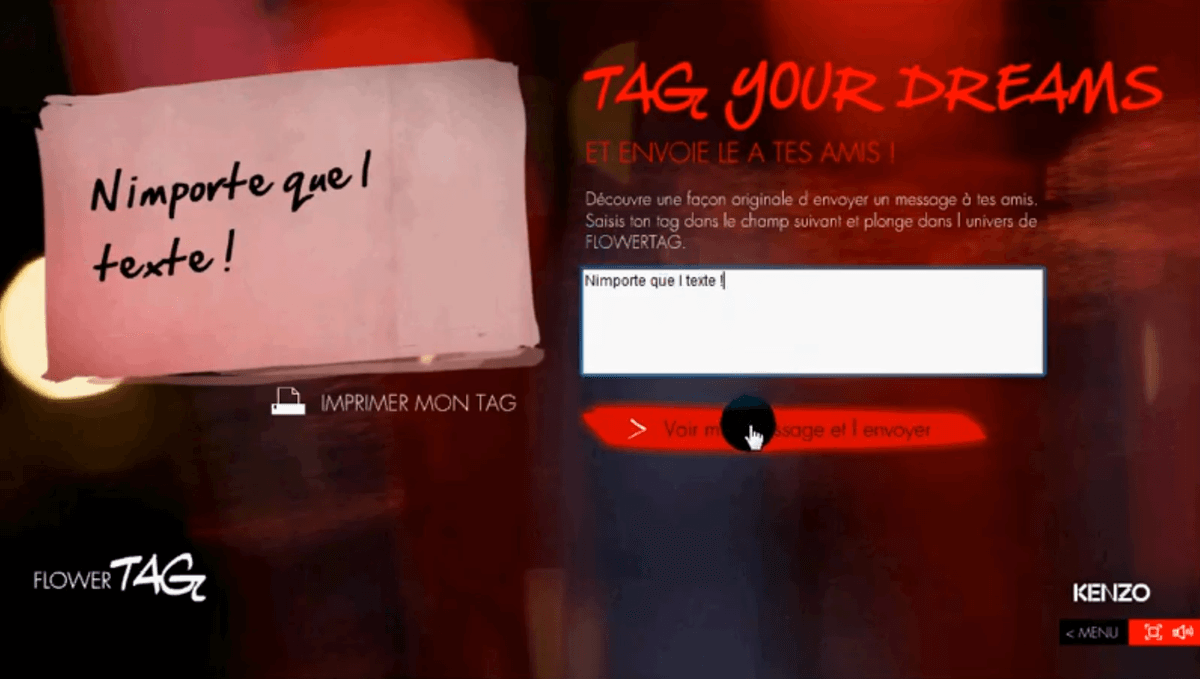 Nimporte que l
texte !
IMPRIMER MON TAG
TAG YOUR DREAMS
ET ENVOIE LE A TES AMIS !
Découvre une façon originale d envoyer un message à tes amis.
Saisis ton tag dans le champ suivant et plonge dans l univers de
FLOWERTAG.
Nimporte que l texte !
> Voir ssage et l envoyer
FLOWER TAG
KENZO
< MENU